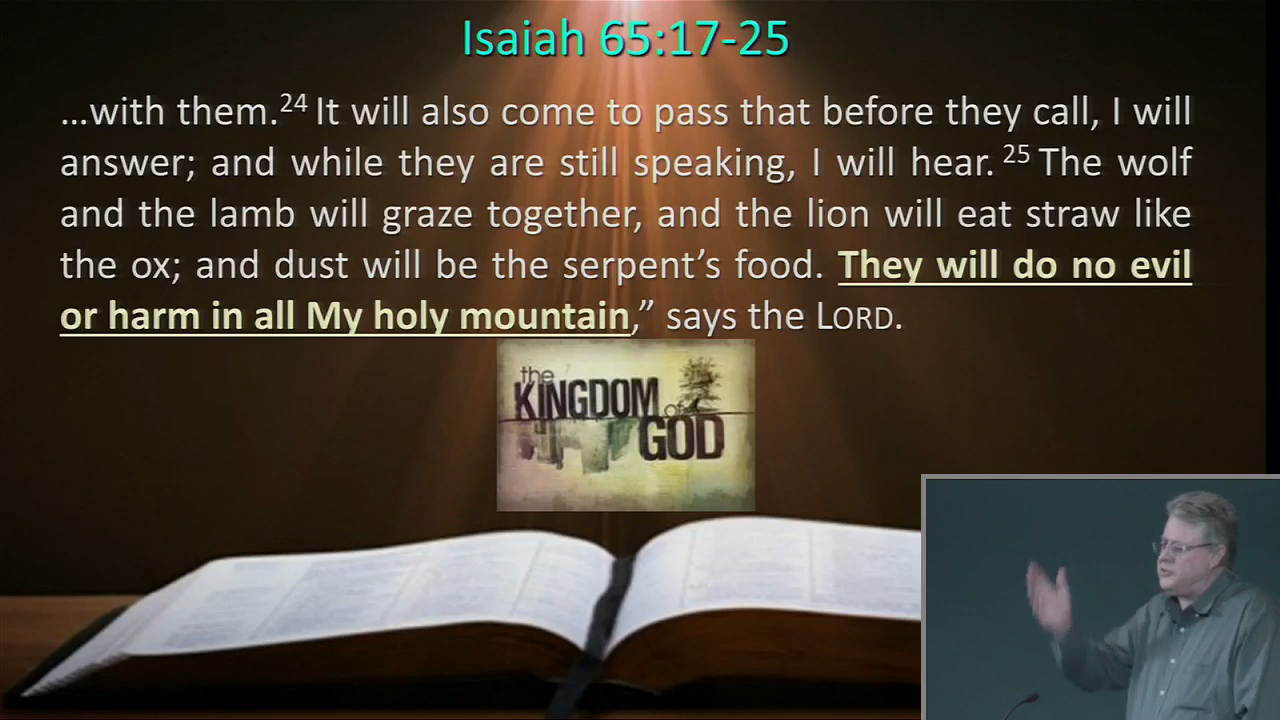 Isaiah 65:17-25
…with them.24 It will also come to pass that before they call, I will
answer; and while they are still speaking, I will hear. 25 The wolf
and the lamb will graze together, and the lion will eat straw like
the ox; and dust will be the serpent’s food. They will do no evil
or harm in all My holy mountain,” says the LORD.
the
KINGDOM
of
GOD